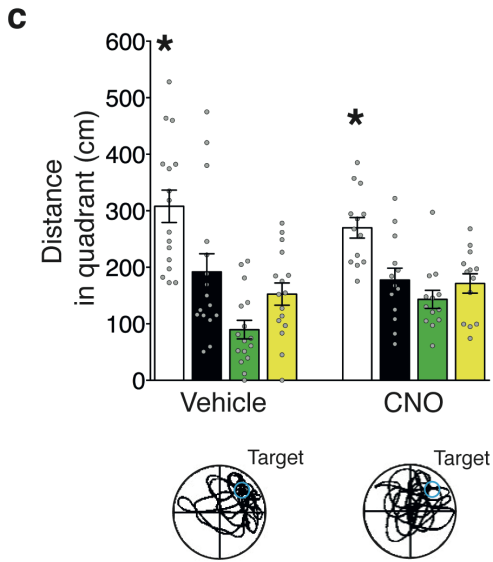 c
Distance
in quadrant (cm)
600
500
400
300
200
100
0
*
*
Vehicle
CNO
Target
Target